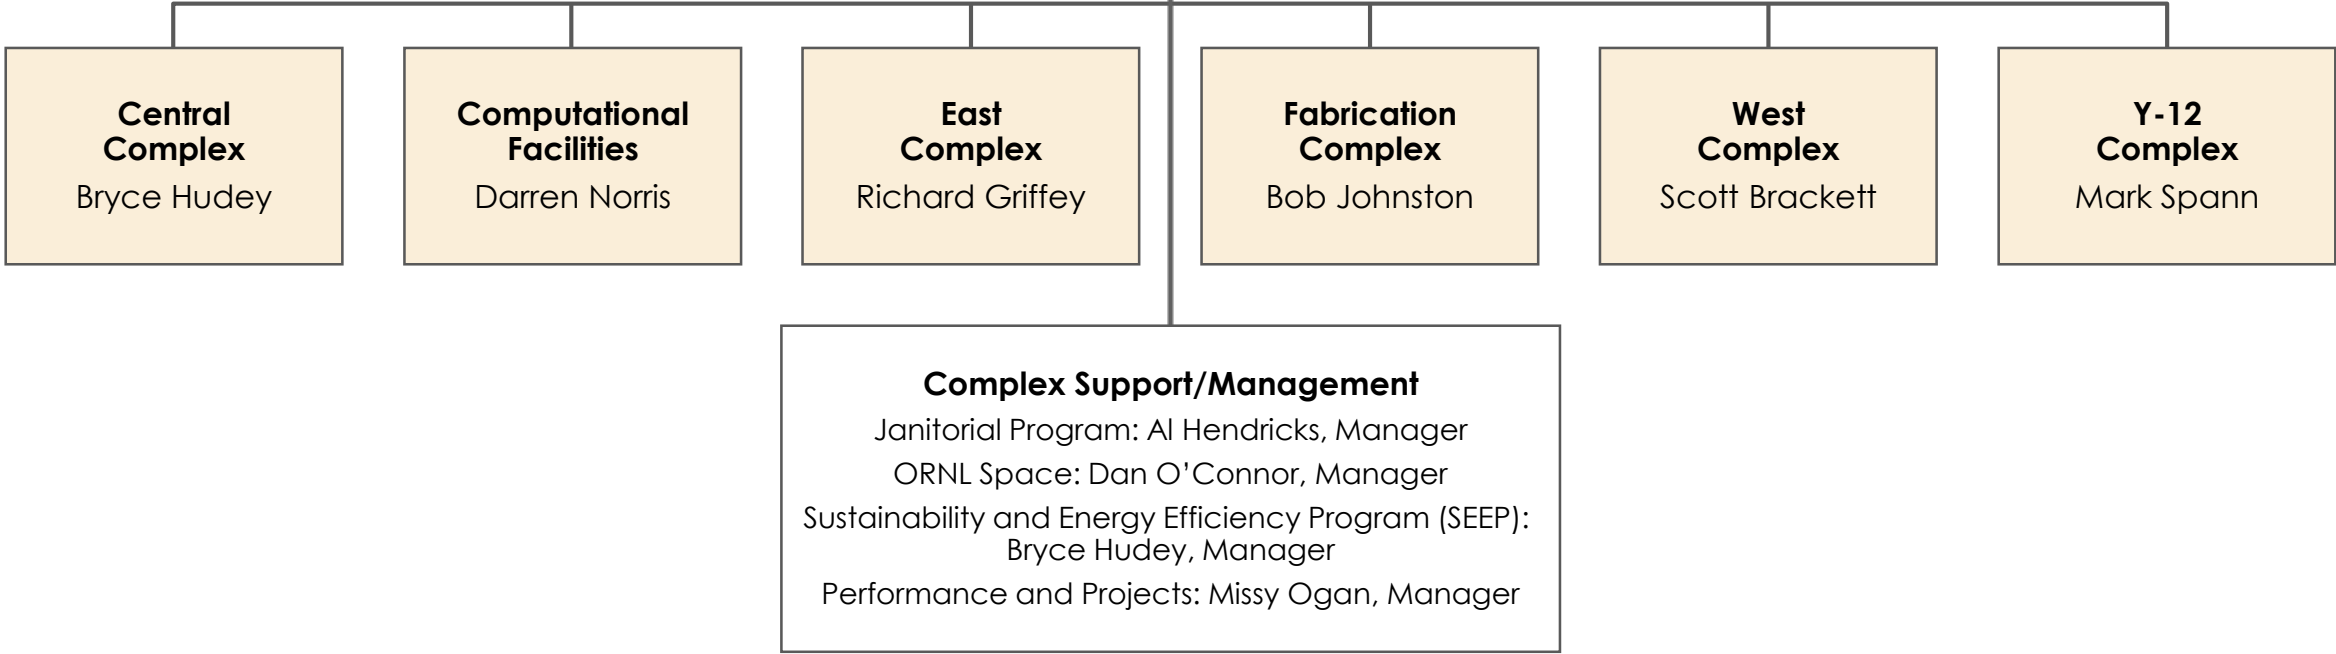 Central
Complex
Bryce Hudey
Computational
Facilities
Darren Norris
East
Complex
Richard Griffey
Fabrication
Complex
Bob Johnston
West
Complex
Scott Brackett
Y-12
Complex
Mark Spann
Complex Support/Management
Janitorial Program: Al Hendricks, Manager
ORNL Space: Dan O’Connor, Manager
Sustainability and Energy Efficiency Program (SEEP):
Bryce Hudey, Manager
Performance and Projects: Missy Ogan, Manager